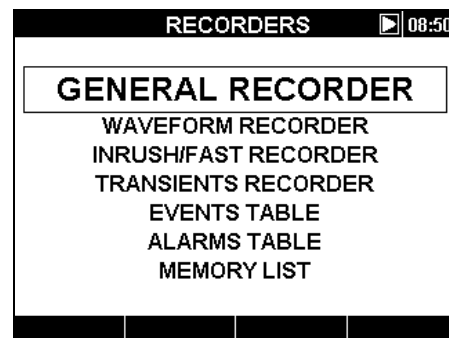 RECORDERS 08:50
GENERAL RECORDER
WAVEFORM RECORDER
INRUSH/FAST RECORDER
TRANSIENTS RECORDER
EVENTS TABLE
ALARMS TABLE
MEMORY LIST